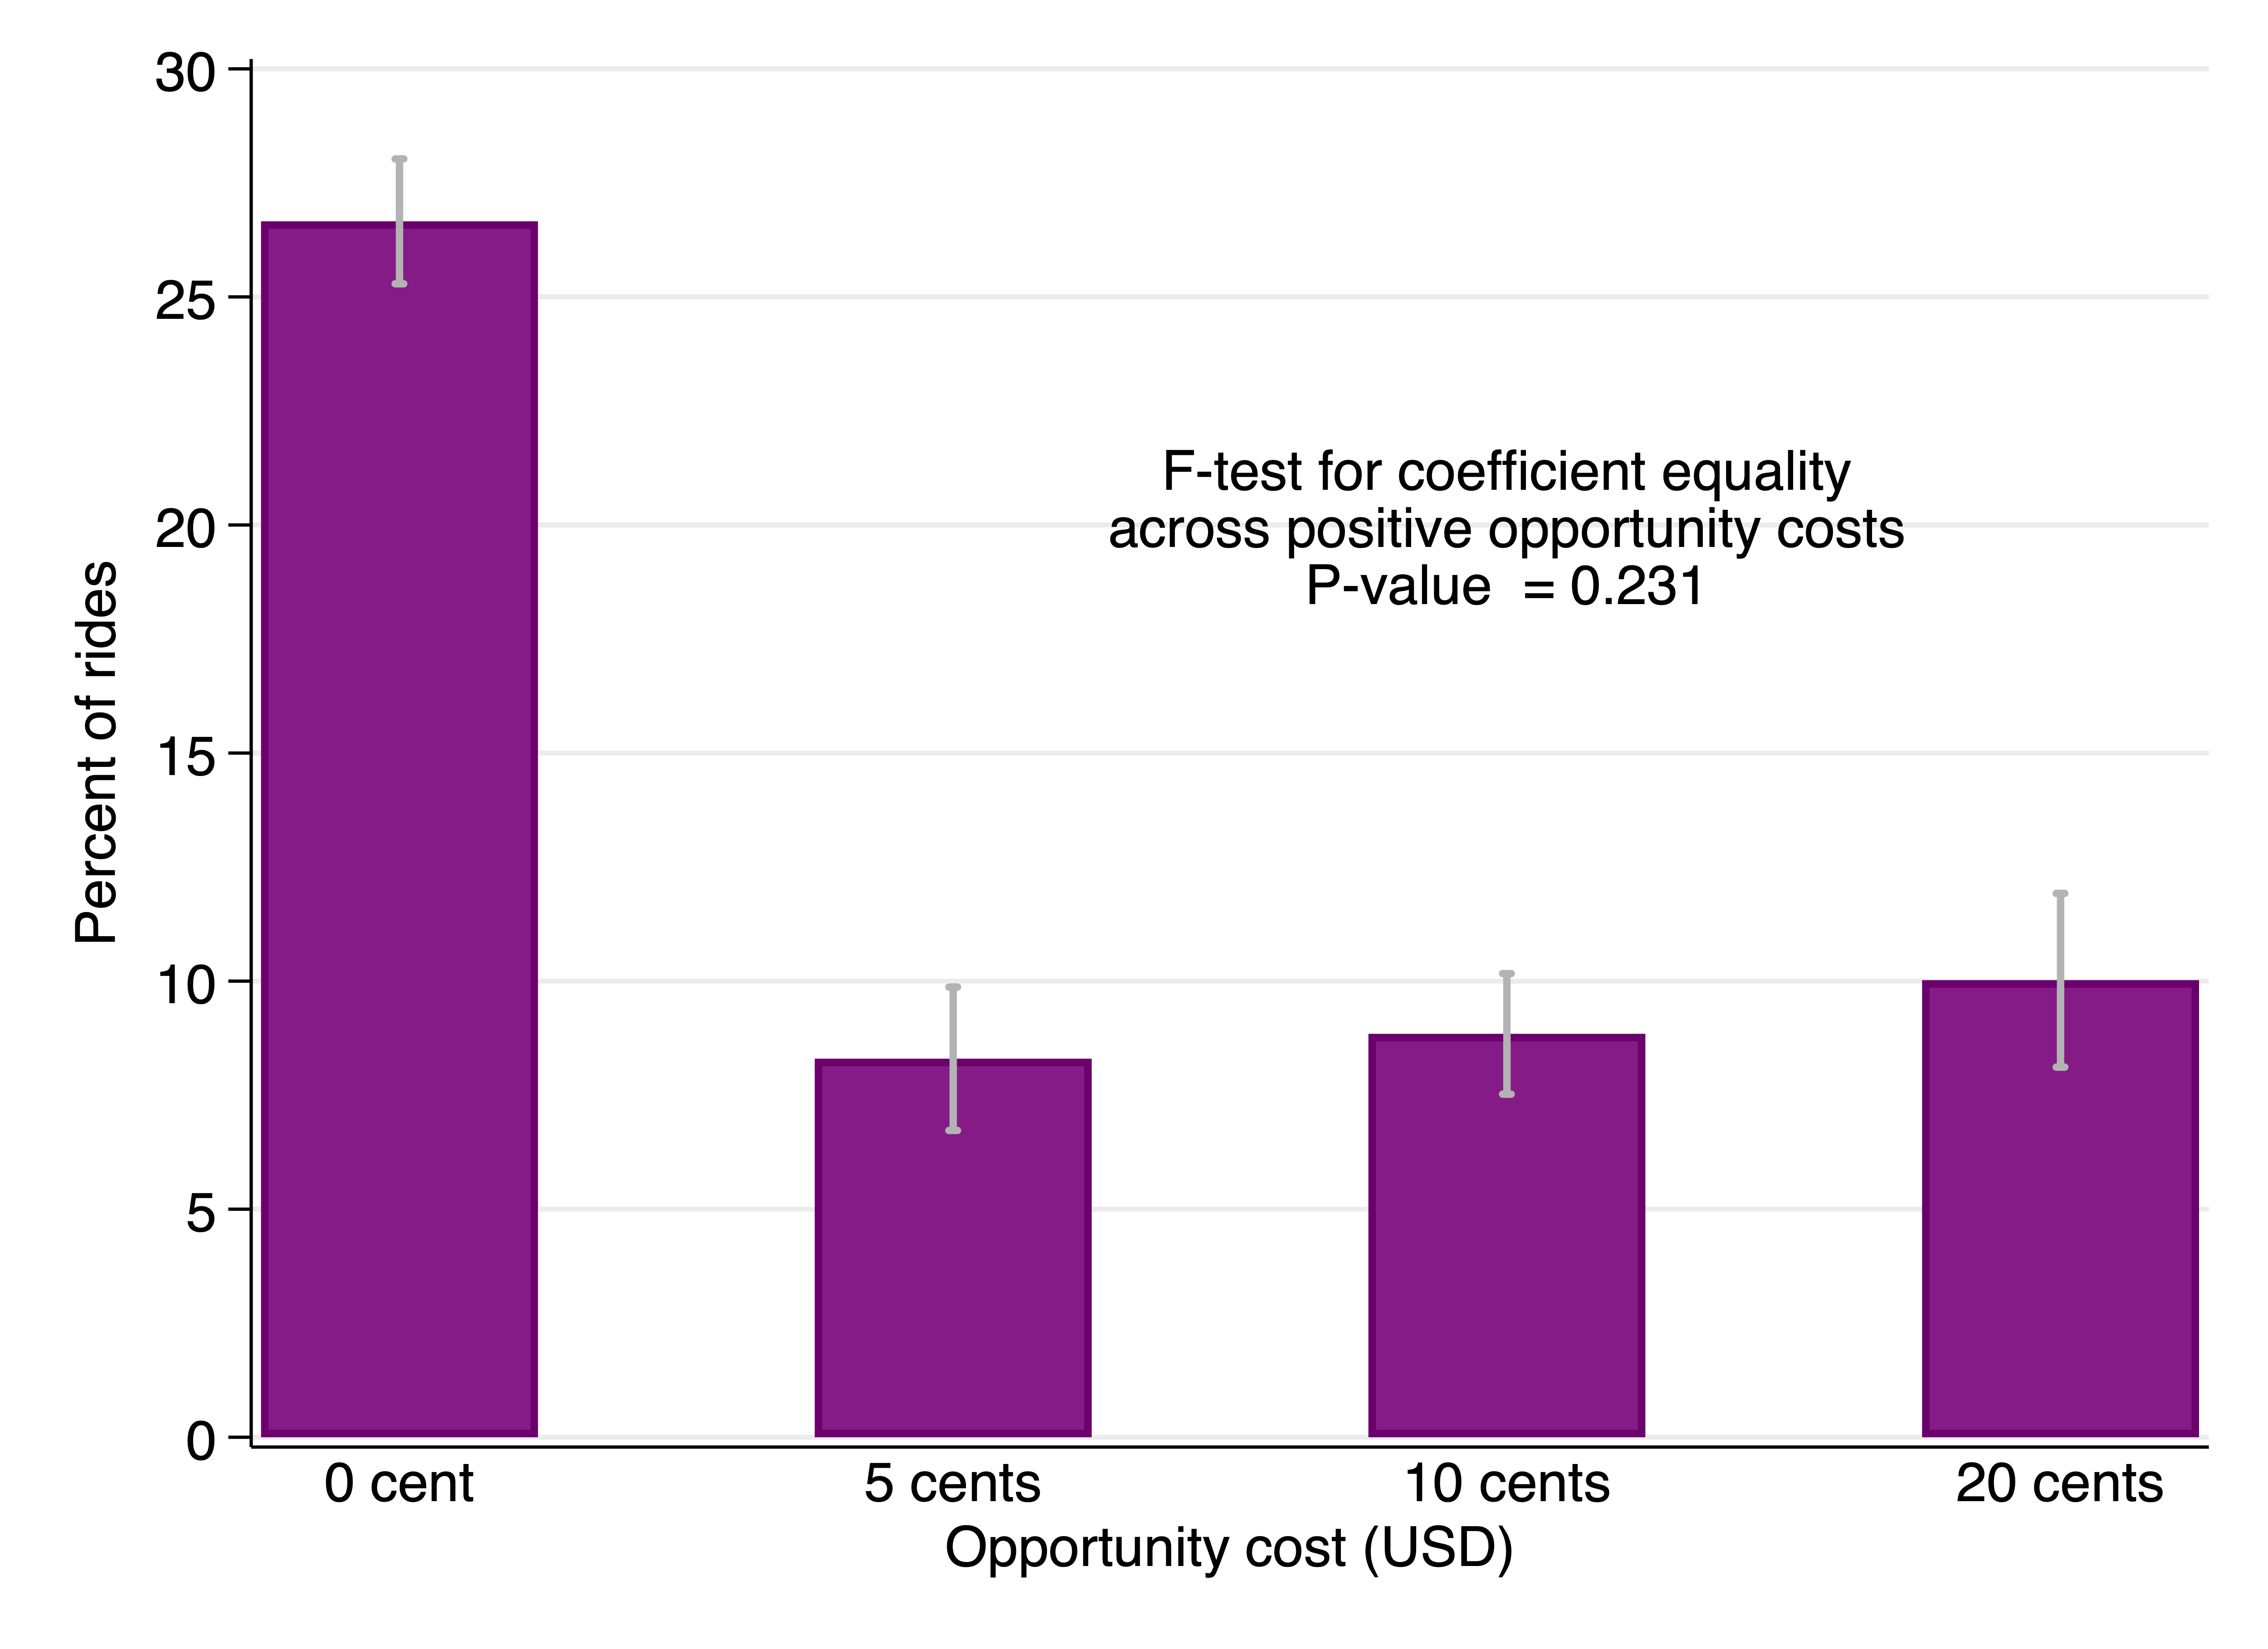 30
25
20
15
10
5
0
Percent of rides
F-test for coefficient equality
across positive opportunity costs
P-value  = 0.231
0 cent
5 cents
10 cents
20 cents
Opportunity cost (USD)